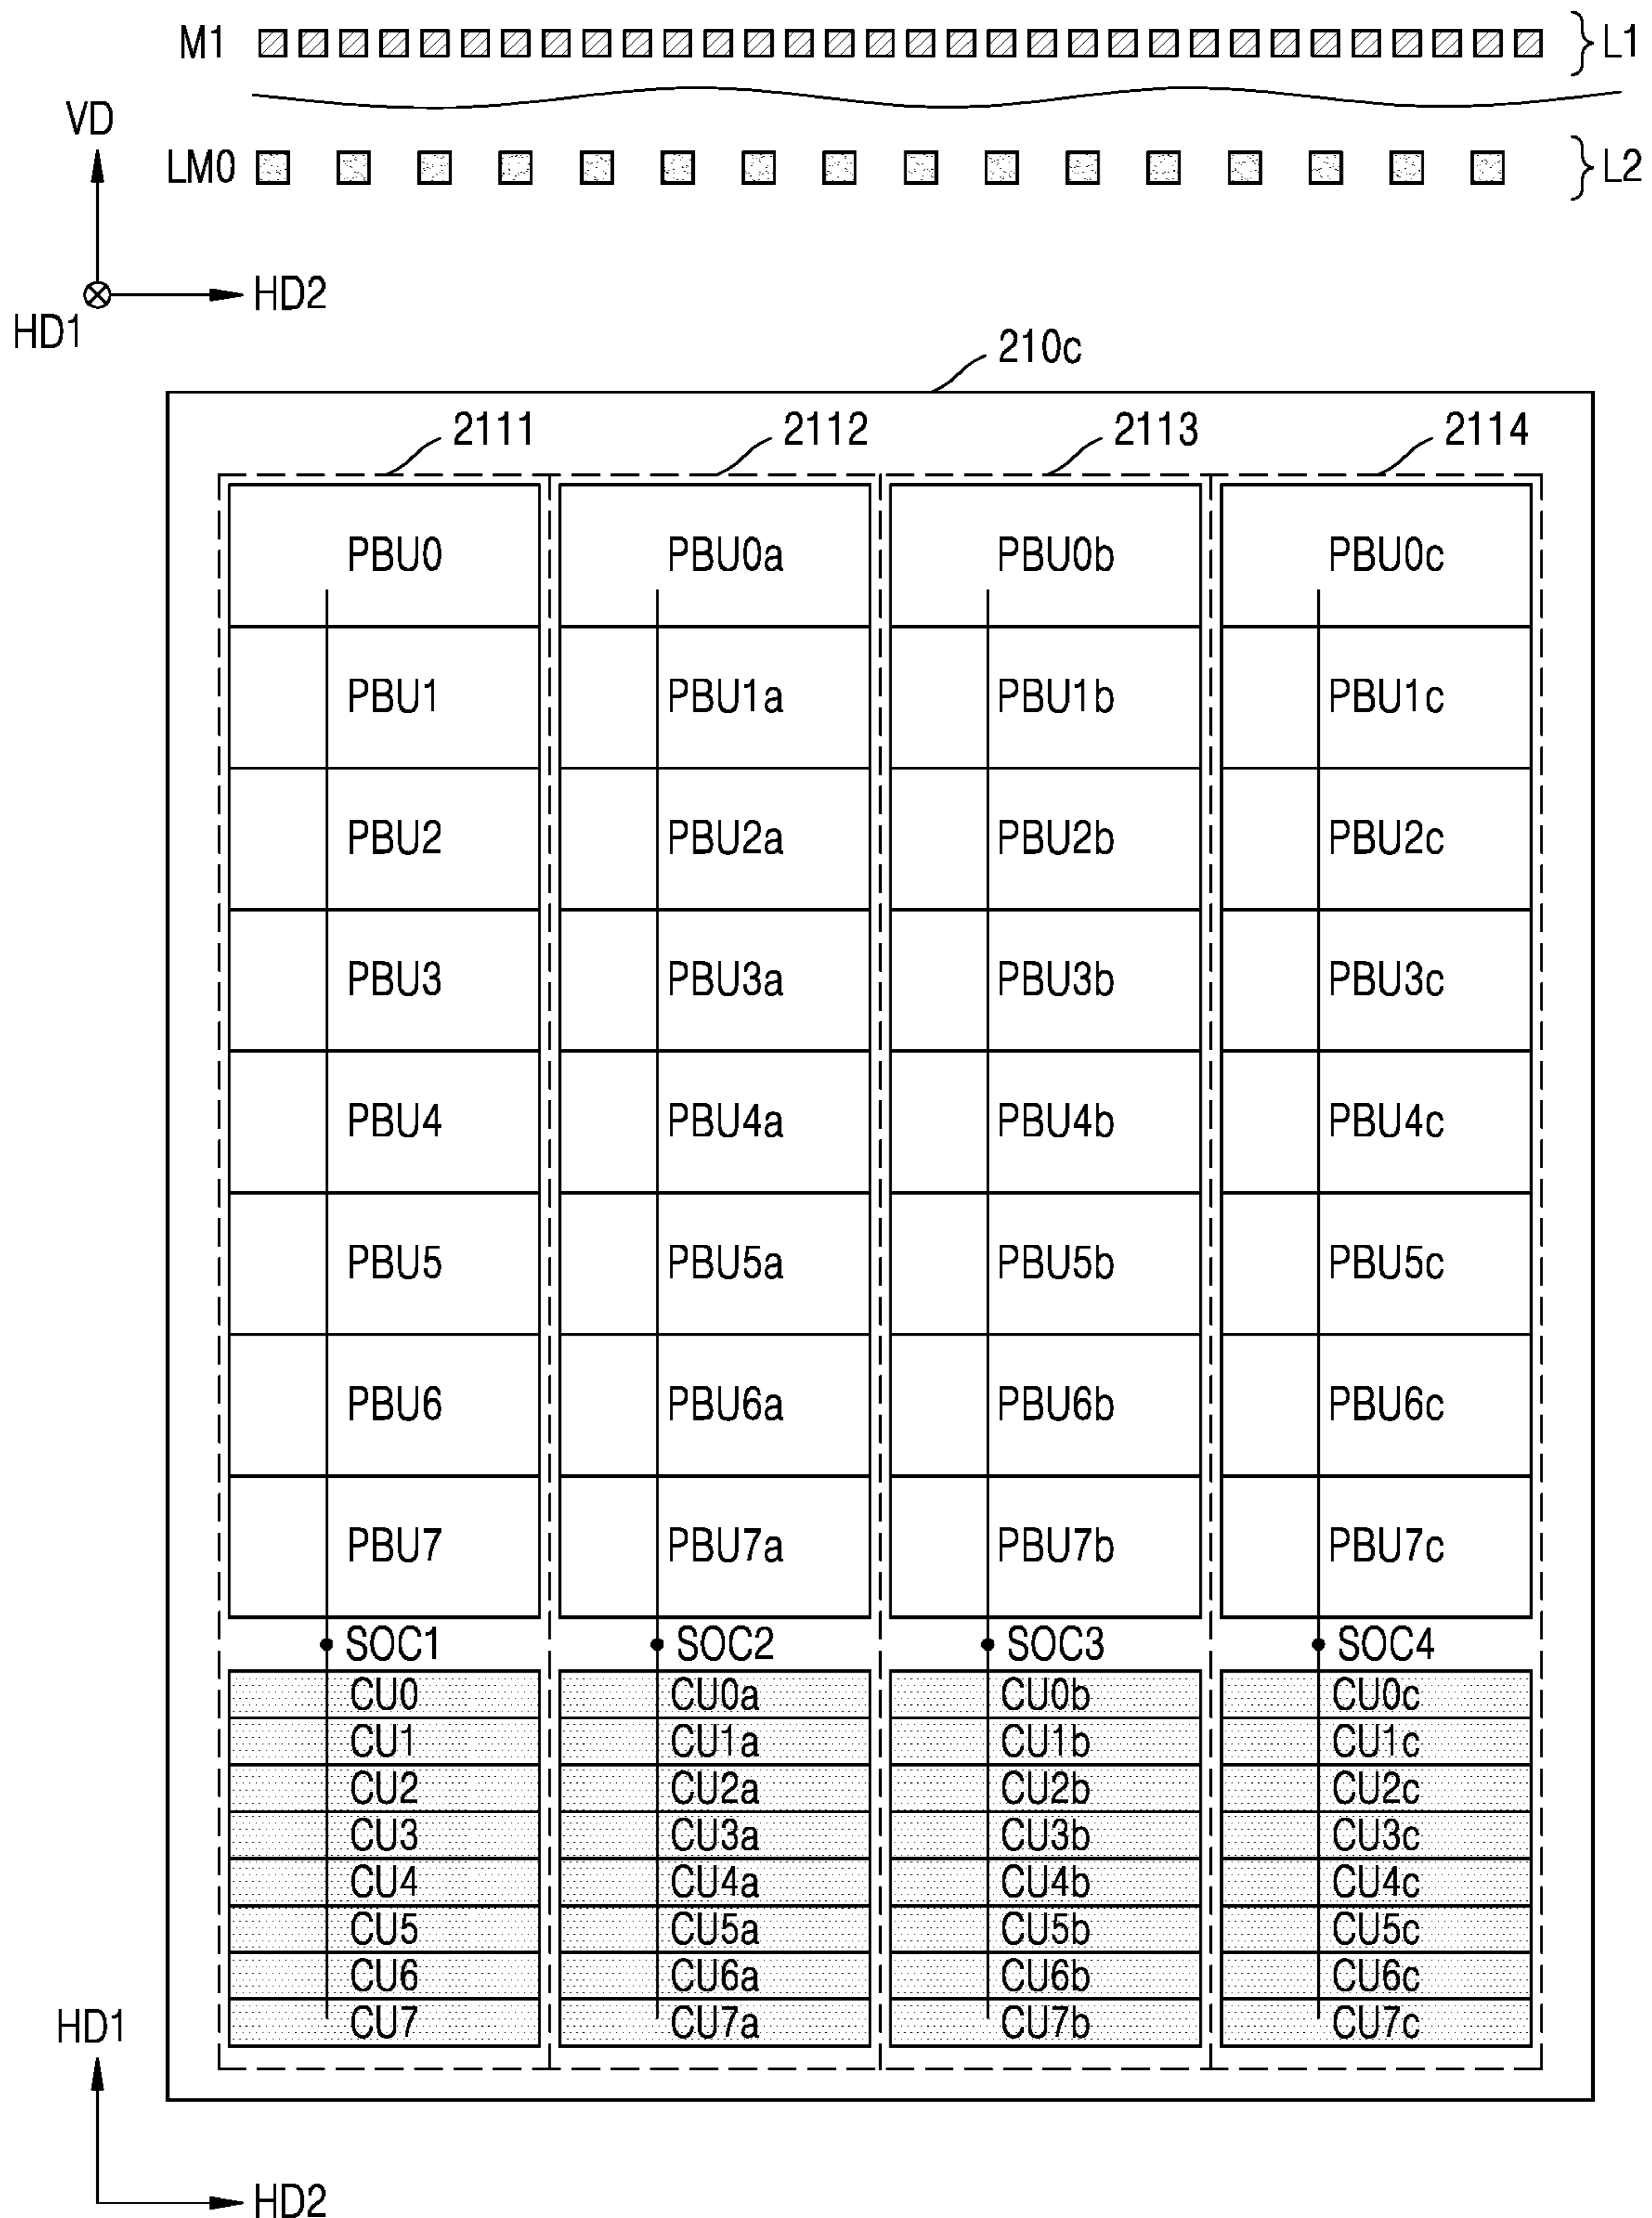 M1 L1
VD
LM0 L2
HD2
HD1
210c
2111 2112 2113 2114
PBU0 PBU0a PBU0b PBU0c
PBU1 PBU1a PBU1b PBU1c
PBU2 PBU2a PBU2b PBU2c
PBU3 PBU3a PBU3b PBU3c
PBU4 PBU4a PBU4b PBU4c
PBU5 PBU5a PBU5b PBU5c
PBU6 PBU6a PBU6b PBU6c
PBU7 PBU7a PBU7b PBU7c
SOC1 SOC2 SOC3 SOC4
CU0 CU0a CU0b CU0c
CU1 CU1a CU1b CU1c
CU2 CU2a CU2b CU2c
CU3 CU3a CU3b CU3c
CU4 CU4a CU4b CU4c
CU5 CU5a CU5b CU5c
CU6 CU6a CU6b CU6c
CU7 CU7a CU7b CU7c
HD1
HD2